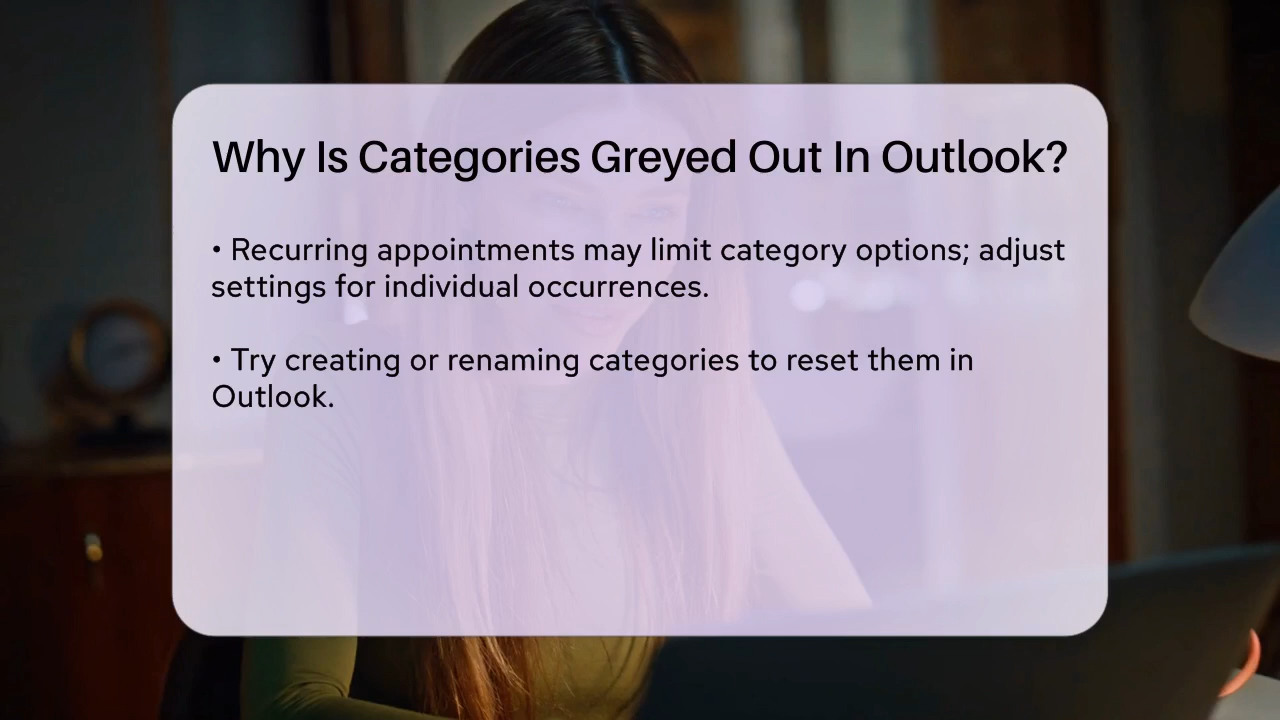 Why Is Categories Greyed Out In Outlook?
• Recurring appointments may limit category options; adjust
settings for individual occurrences.
• Try creating or renaming categories to reset them in
Outlook.